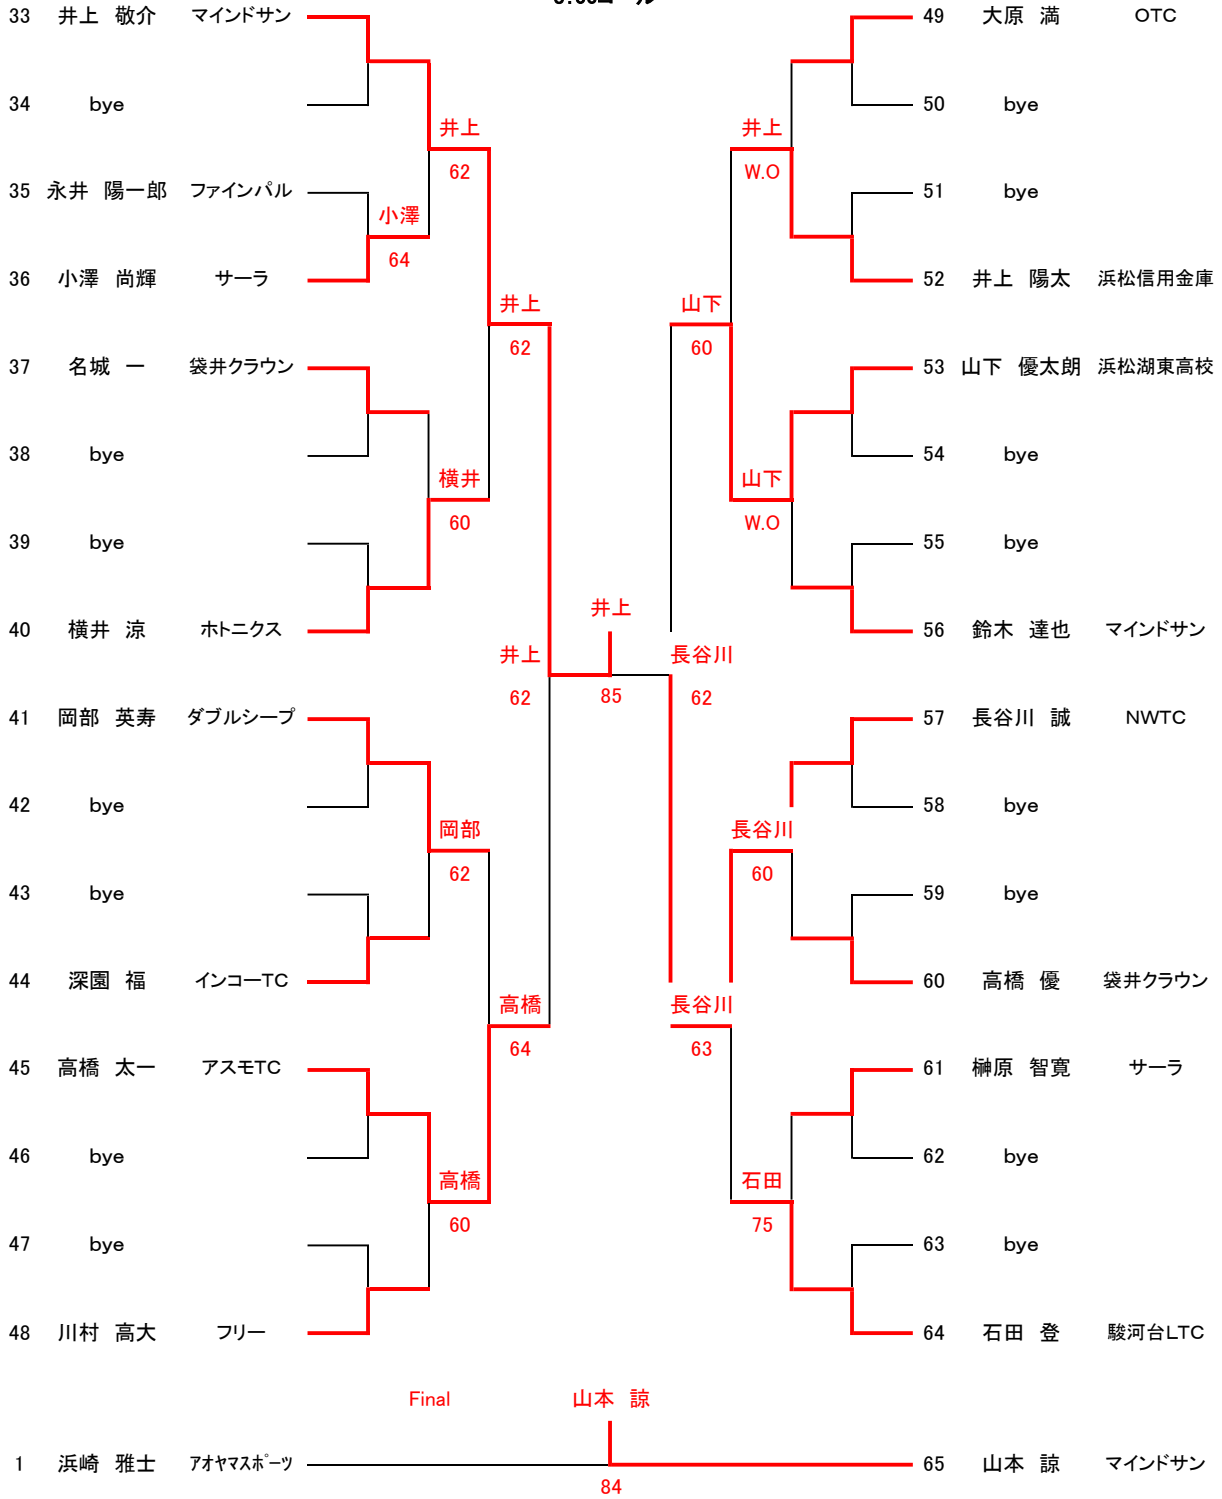 33 井上 敬介 マインドサン
49 大原 満 OTC
34 bye
50 bye
井上
62
井上
W.O
35 永井 陽一郎 ファインパル
51 bye
小澤
64
36 小澤 尚輝 サーラ
52 井上 陽太 浜松信用金庫
井上
62
山下
60
37 名城 一 袋井クラウン
53 山下 優太朗 浜松湖東高校
38 bye
54 bye
横井
60
山下
W.O
39 bye
55 bye
40 横井 涼 ホトニクス
井上
56 鈴木 達也 マインドサン
井上
62
85
長谷川
62
41 岡部 英寿 ダブルシープ
57 長谷川 誠 NWTC
42 bye
58 bye
岡部
62
長谷川
60
43 bye
59 bye
44 深園 福 インコーTC
60 高橋 優 袋井クラウン
高橋
64
長谷川
63
45 高橋 太一 アスモTC
61 榊原 智寛 サーラ
46 bye
62 bye
高橋
60
石田
75
47 bye
63 bye
48 川村 高大 フリー
64 石田 登 駿河台LTC
Final 山本 諒
1 浜崎 雅士 アオヤマスポーツ
65 山本 諒 マインドサン
84